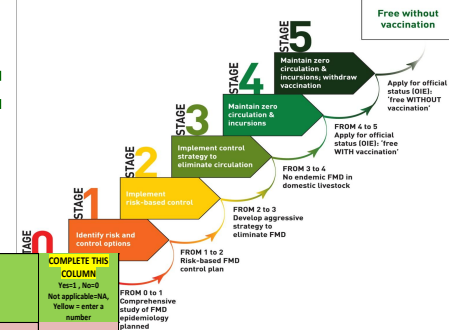 Free without
vaccination
STAGE 5
Maintain zero
circulation &
incursions; withdraw
vaccination
Apply for official
status (OIE):
‘free WITHOUT
vaccination’
STAGE 4
Maintain zero
circulation &
incursions
FROM 4 to 5
Apply for official
status (OIE): ‘free
WITH vaccination’
STAGE 3
Implement control
strategy to
eliminate circulation
FROM 3 to 4
No endemic FMD in
domestic livestock
STAGE 2
Implement
risk-based control
FROM 2 to 3
Develop aggressive
strategy to
eliminate FMD
STAGE 1
Identify risk and
control options
FROM 1 to 2
Risk-based FMD
control plan
COMPLETE THIS
COLUMN
Yes=1 , No=0
Not applicable=NA,
Yellow = enter a
number
FROM 0 to 1
Comprehensive
study of FMD
epidemiology
planned